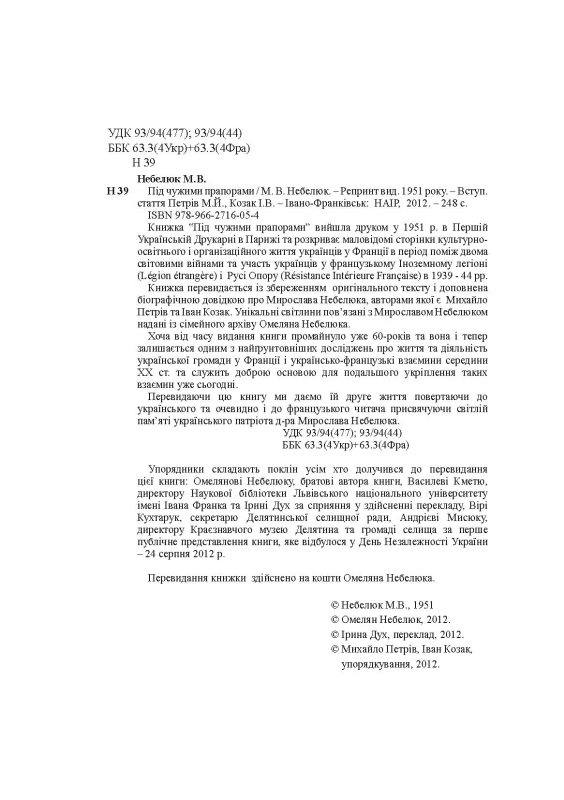 УДК 93/94(477); 93/94(44)
ББК 63.3(4Укр)+63.3(4Фра)
Н 39
Небелюк М.В.
Н 39 Під чужими прапорами / М. В. Небелюк. – Репринт вид. 1951 року. – Вступ.
стаття Петрів М.Й., Козак І.В. – Івано-Франківськ: НАІР, 2012. – 248 с.
ISBN 978-966-2716-05-4
Книжка “Під чужими прапорами” вийшла друком у 1951 р. в Першій
Українській Друкарні в Парижі та розкриває маловідомі сторінки культурно-
освітнього і організаційного життя українців у Франції в період поміж двома
світовими війнами та участь українців у французькому Іноземному легіоні
(Légion étrangère) і Русі Опору (Résistance Intérieure Française) в 1939 - 44 рр.
Книжка перевидається із збереженням оригінального тексту і доповнена
біографічною довідкою про Мирослава Небелюка, авторами якої є Михайло
Петрів та Іван Козак. Унікальні світлини пов’язані з Мирославом Небелюком
надані із сімейного архіву Омеляна Небелюка.
Хоча від часу видання книги промайнуло уже 60-років та вона і тепер
залишається одним з найґрунтовніших досліджень про життя та діяльність
української громади у Франції і українсько-французькі взаємини середини
ХХ ст. та служить доброю основою для подальшого укріплення таких
взаємин уже сьогодні.
Перевидаючи цю книгу ми даємо їй друге життя повертаючи до
українського та очевидно і до французького читача присвячуючи світлій
пам’яті українського патріота д-ра Мирослава Небелюка.
УДК 93/94(477); 93/94(44)
ББК 63.3(4Укр)+63.3(4Фра)
Упорядники складають поклін усім хто долучився до перевидання
цієї книги: Омелянові Небелюку, братові автора книги, Василеві Кметю,
директору Наукової бібліотеки Львівського національного університету
імені Івана Франка та Ірині Дух за сприяння у здійсненні перекладу, Вірі
Кухтарук, секретарю Делятинської селищної ради, Андрієві Мисюку,
директору Краєзнавчого музею Делятина та громаді селища за перше
публічне представлення книги, яке відбулося у День Незалежності України
– 24 серпня 2012 р.
Перевидання книжки здійснено на кошти Омеляна Небелюка.
© Небелюк М.В., 1951
© Омелян Небелюк, 2012.
© Ірина Дух, переклад, 2012.
© Михайло Петрів, Іван Козак,
упорядкування, 2012.